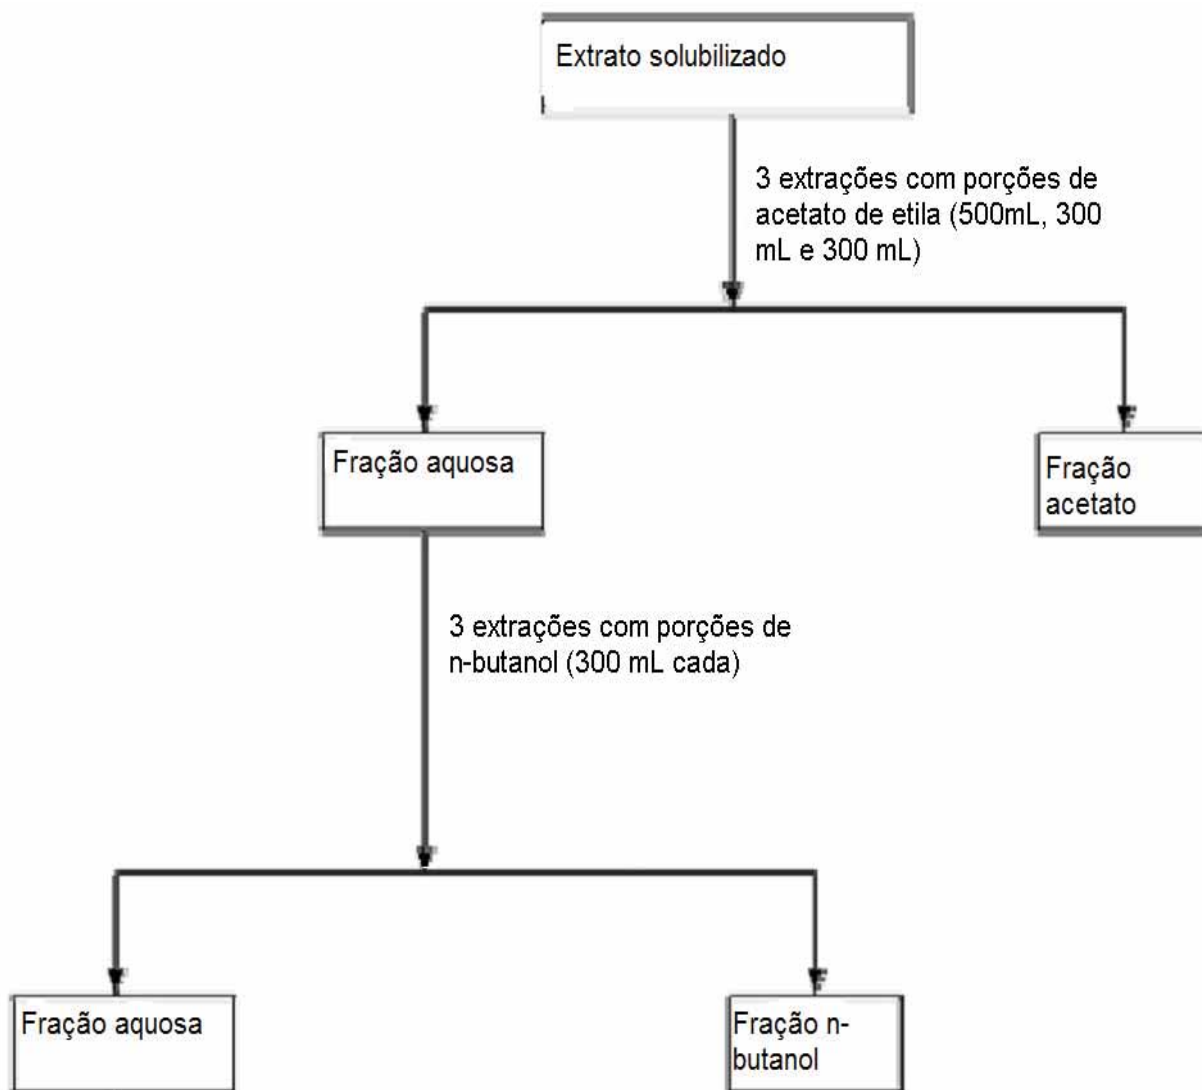 Extrato solubilizado
3 extrações com porções de
acetato de etila (500mL, 300
mL e 300 mL)
Fração aquosa
Fração
acetato
3 extrações com porções de
n-butanol (300 mL cada)
Fração aquosa
Fração n-
butanol